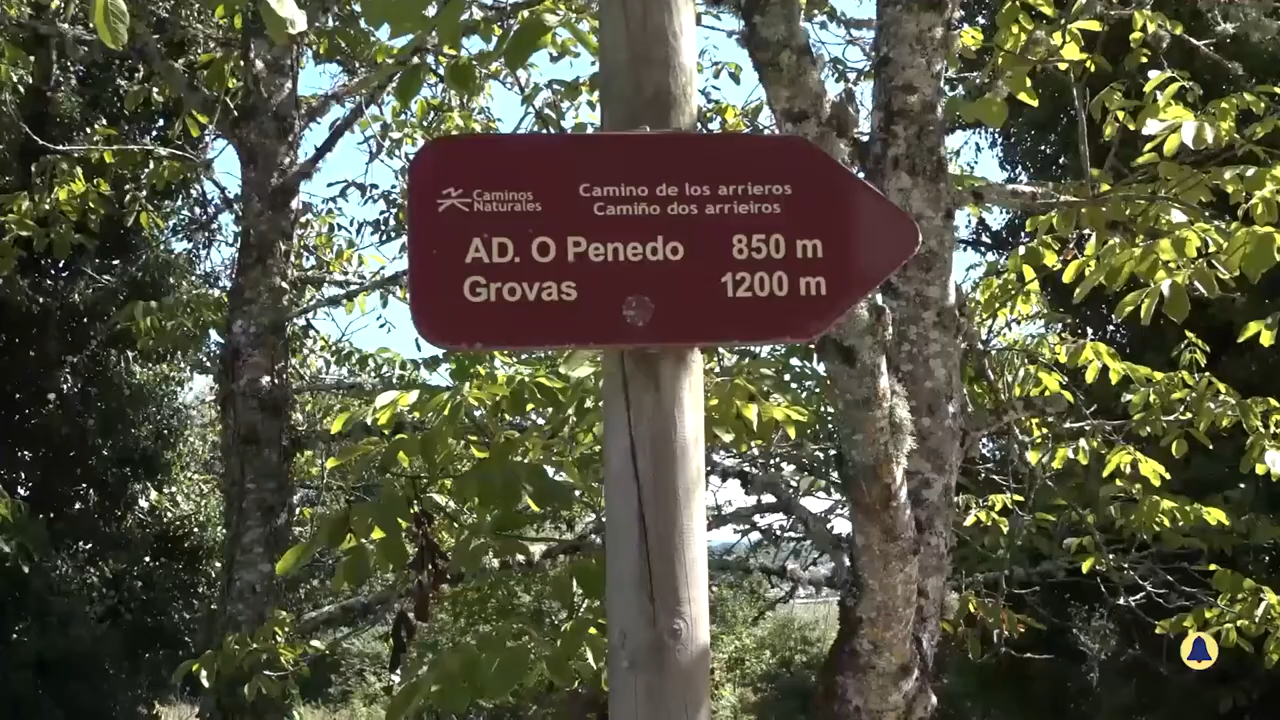 Caminos
Naturales
Camino de los arrieros
Camiño dos arrieiros
AD. O Penedo 850 m
Grovas 1200 m